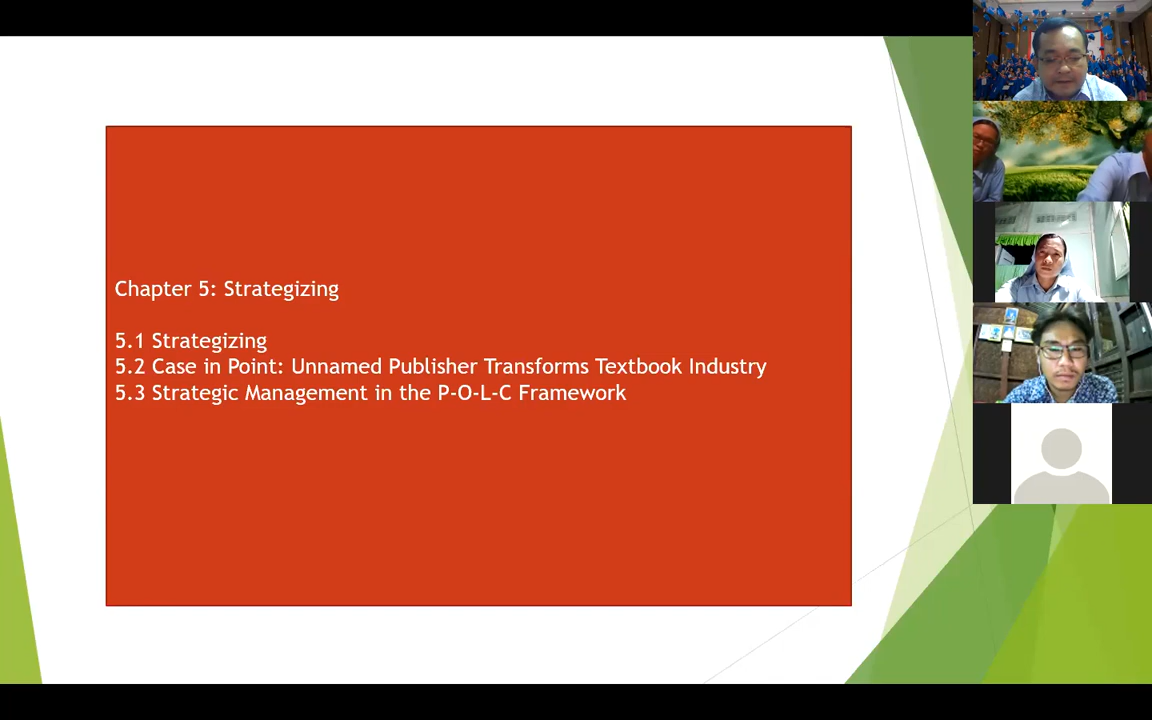 Chapter 5: Strategizing
5.1 Strategizing
5.2 Case in Point: Unnamed Publisher Transforms Textbook Industry
5.3 Strategic Management in the P-O-L-C Framework